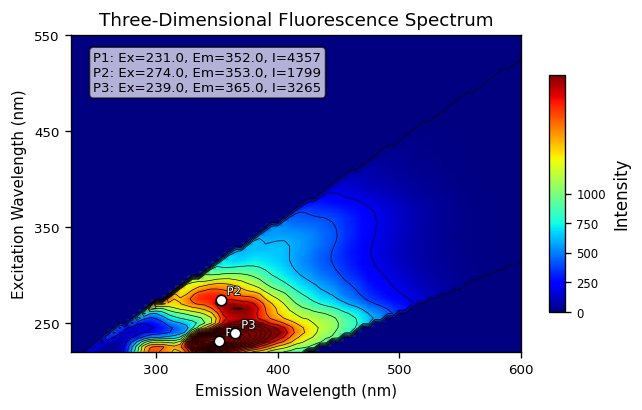 Three-Dimensional Fluorescence Spectrum
P1: Ex=231.0, Em=352.0, I=4357
P2: Ex=274.0, Em=353.0, I=1799
P3: Ex=239.0, Em=365.0, I=3265
550
450
350
250
Excitation Wavelength (nm)
P2
P3
300
400
500
600
Emission Wavelength (nm)
1000
750
500
250
0
Intensity